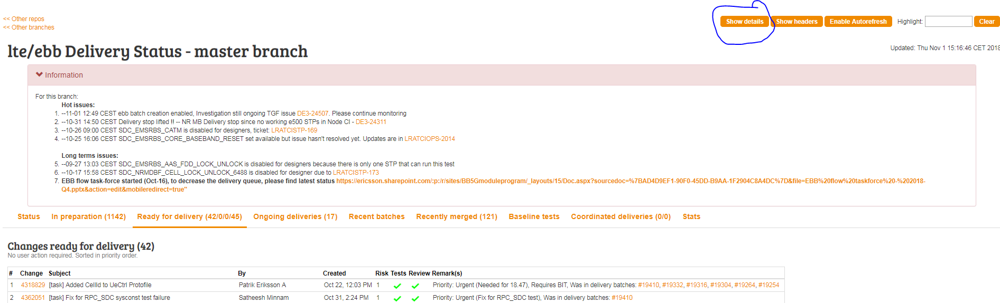 << Other repos
<< Other branches
Show details Show headers Enable Autorefresh Highlight: Clear
lte/ebb Delivery Status - master branch
Updated: Thu Nov 1 15:16:46 CET 2018
Information
For this branch:
Hot issues:
1. --11-01 12:49 CEST ebb batch creation enabled, Investigation still ongoing TGF issue DE3-24507. Please continue monitoring
2. --10-31 14:50 CEST Delivery stop lifted !! -- NR MB Delivery stop since no working e500 STPs in Node CI - DE3-24311
3. --10-26 09:00 CEST SDC_EMSRBS_CATM is disabled for designers, ticket: LRATCISTP-169
4. --10-25 16:06 CEST SDC_EMSRBS_CORE_BASEBAND_RESET set available but issue hasn't resolved yet. Updates are in LRATCIOPS-2014
Long terms issues:
5. --09-27 13:03 CEST SDC_EMSRBS_AAS_FDD_LOCK_UNLOCK is disabled for designers because there is only one STP that can run this test
6. --10-17 15:58 CEST SDC_NRMDBF_CELL_LOCK_UNLOCK_6488 is disabled for designer due to LRATCISTP-173
7. EBB flow task-force started (Oct-16), to decrease the delivery queue, please find latest status https://ericsson.sharepoint.com/:p:/r/sites/BB5Gmoduleprogram/_layouts/15/Doc.aspx?sourcedoc=%7BAD4D9EF1-90F0-45DD-B9AA-1F2904C8A4DC%7D&file=EBB%20flow%20taskforce%20-%202018-
Q4.pptx&action=edit&mobileredirect=true"
Status In preparation (1142) Ready for delivery (42/0/0/45) Ongoing deliveries (17) Recent batches Recently merged (121) Baseline tests Coordinated deliveries (0/0) Stats
Changes ready for delivery (42)
No user action required. Sorted in priority order.
# Change Subject By Created Risk Tests Review Remark(s)
1 4318829 [task] Added CellId to UeCtrl Protofile Patrik Eriksson A Oct 22, 12:03 PM 1 Priority: Urgent (Needed for 18.47), Requires BIT, Was in delivery batches: #19410, #19332, #19316, #19304, #19264, #19254
2 4362051 [task] Fix for RPC_SDC sysconst test failure Satheesh Minnam Oct 31, 2:24 PM 1 Priority: Urgent (Fix for RPC_SDC test), Was in delivery batches: #19410